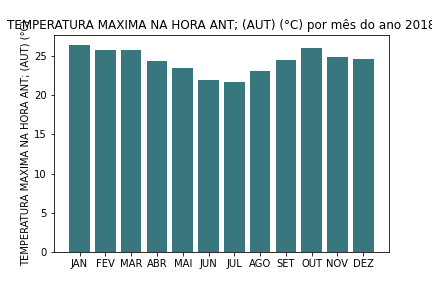 TEMPERATURA MAXIMA NA HORA ANT; (AUT) (°C) por mês do ano 2018
TEMPERATURA MAXIMA NA HORA ANT; (AUT) (°C)
25
20
15
10
5
0
JAN FEV MAR ABR MAI JUN JUL AGO SET OUT NOV DEZ